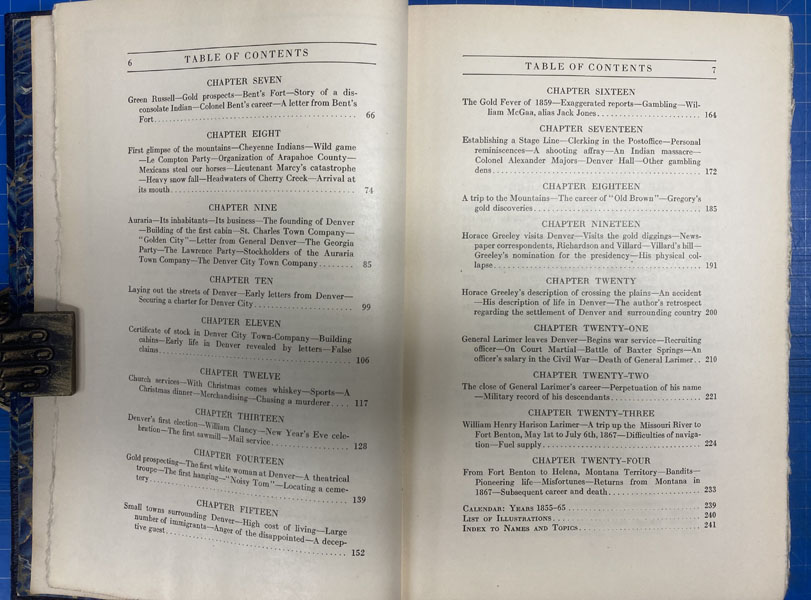 6 TABLE OF CONTENTS
CHAPTER SEVEN
Green Russell—Gold prospects—Bent's Fort—Story of a dis-
consolate Indian—Colonel Bent's career—A letter from Bent's
Fort 66
CHAPTER EIGHT
First glimpse of the mountains—Cheyenne Indians—Wild game
—Le Compton Party—Organization of Arapahoe County—
Mexicans steal our horses—Lieutenant Marcy's catastrophe
—Heavy snow fall—Headwaters of Cherry Creek—Arrival at
its mouth 74
CHAPTER NINE
Auraria—Its inhabitants—Its business—The founding of Denver
—Building of the first cabin—St. Charles Town Company—
"Golden City"—Letter from General Denver—The Georgia
Party—The Lawrence Party—Stockholders of the Auraria
Town Company—The Denver City Town Company 85
CHAPTER TEN
Laying out the streets of Denver—Early letters from Denver—
Securing a charter for Denver City 99
CHAPTER ELEVEN
Certificate of stock in Denver City Town-Company—Building
cabins—Early life in Denver revealed by letters—False
claims 106
CHAPTER TWELVE
Church services—With Christmas comes whiskey—Sports—A
Christmas dinner—Merchandising—Chasing a murderer 117
CHAPTER THIRTEEN
Denver's first election—William Clancy—New Year's Eve cele-
bration—The first sawmill—Mail service 128
CHAPTER FOURTEEN
Gold prospecting—The first white woman at Denver—A theatrical
troupe—The first hanging—"Noisy Tom"—Locating a ceme-
tery 139
CHAPTER FIFTEEN
Small towns surrounding Denver—High cost of living—Large
number of immigrants—Anger of the disappointed—A decep-
tive guest 152
TABLE OF CONTENTS 7
CHAPTER SIXTEEN
The Gold Fever of 1859—Exaggerated reports—Gambling—Wil-
liam McGaa, alias Jack Jones 164
CHAPTER SEVENTEEN
Establishing a Stage Line—Clerking in the Postoffice—Personal
reminiscences—A shooting affray—An Indian massacre—
Colonel Alexander Majors—Denver Hall—Other gambling
dens 172
CHAPTER EIGHTEEN
A trip to the Mountains—The career of "Old Brown"—Gregory's
gold discoveries 185
CHAPTER NINETEEN
Horace Greeley visits Denver—Visits the gold diggings—News-
paper correspondents, Richardson and Villard—Villard's bill—
Greeley's nomination for the presidency—His physical col-
lapse 191
CHAPTER TWENTY
Horace Greeley's description of crossing the plains—An accident
—His description of life in Denver—The author's retrospect
regarding the settlement of Denver and surrounding country 200
CHAPTER TWENTY-ONE
General Larimer leaves Denver—Begins war service—Recruiting
officer—On Court Martial—Battle of Baxter Springs—An
officer's salary in the Civil War—Death of General Larimer 210
CHAPTER TWENTY-TWO
The close of General Larimer's career—Perpetuation of his name
—Military record of his descendants 221
CHAPTER TWENTY-THREE
William Henry Harison Larimer—A trip up the Missouri River to
Fort Benton, May 1st to July 6th, 1867—Difficulties of naviga-
tion—Fuel supply 224
CHAPTER TWENTY-FOUR
From Fort Benton to Helena, Montana Territory—Bandits—
Pioneering life—Misfortunes—Returns from Montana in
1867—Subsequent career and death 233
CALENDAR: YEARS 1855-65 239
LIST OF ILLUSTRATIONS 240
INDEX TO NAMES AND TOPICS 241